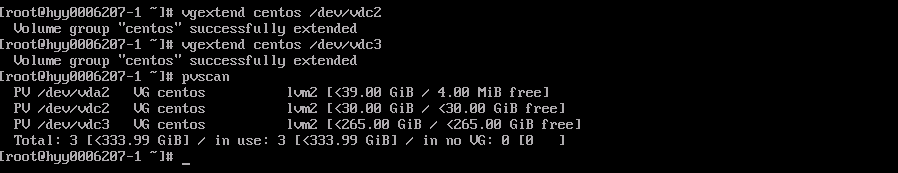 [root@hyy0006207-1 ~]# vgextend centos /dev/vdc2
  Volume group "centos" successfully extended
[root@hyy0006207-1 ~]# vgextend centos /dev/vdc3
  Volume group "centos" successfully extended
[root@hyy0006207-1 ~]# pvscan
  PV /dev/vda2   VG centos          lvm2 [<39.00 GiB / 4.00 MiB free]
  PV /dev/vdc2   VG centos          lvm2 [<30.00 GiB / <30.00 GiB free]
  PV /dev/vdc3   VG centos          lvm2 [<265.00 GiB / <265.00 GiB free]
  Total: 3 [<333.99 GiB] / in use: 3 [<333.99 GiB] / in no VG: 0 [0   ]
[root@hyy0006207-1 ~]# _